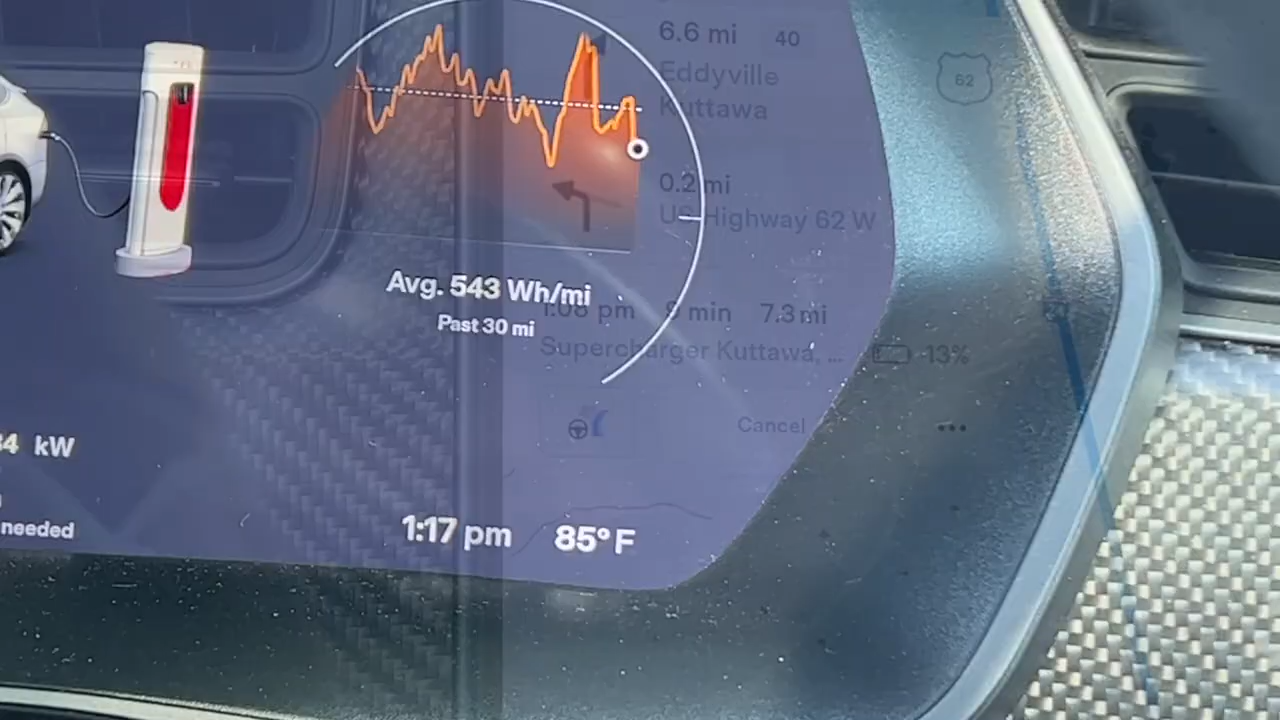 6.6 mi 40
Eddyville
Kuttawa
62
0.2 mi
US Highway 62 W
Avg. 543 Wh/mi
Past 30 mi
1:08 pm 9 min 7.3 mi
Supercharger Kuttawa, ...
-13%
Cancel
kW
needed
1:17 pm 85°F